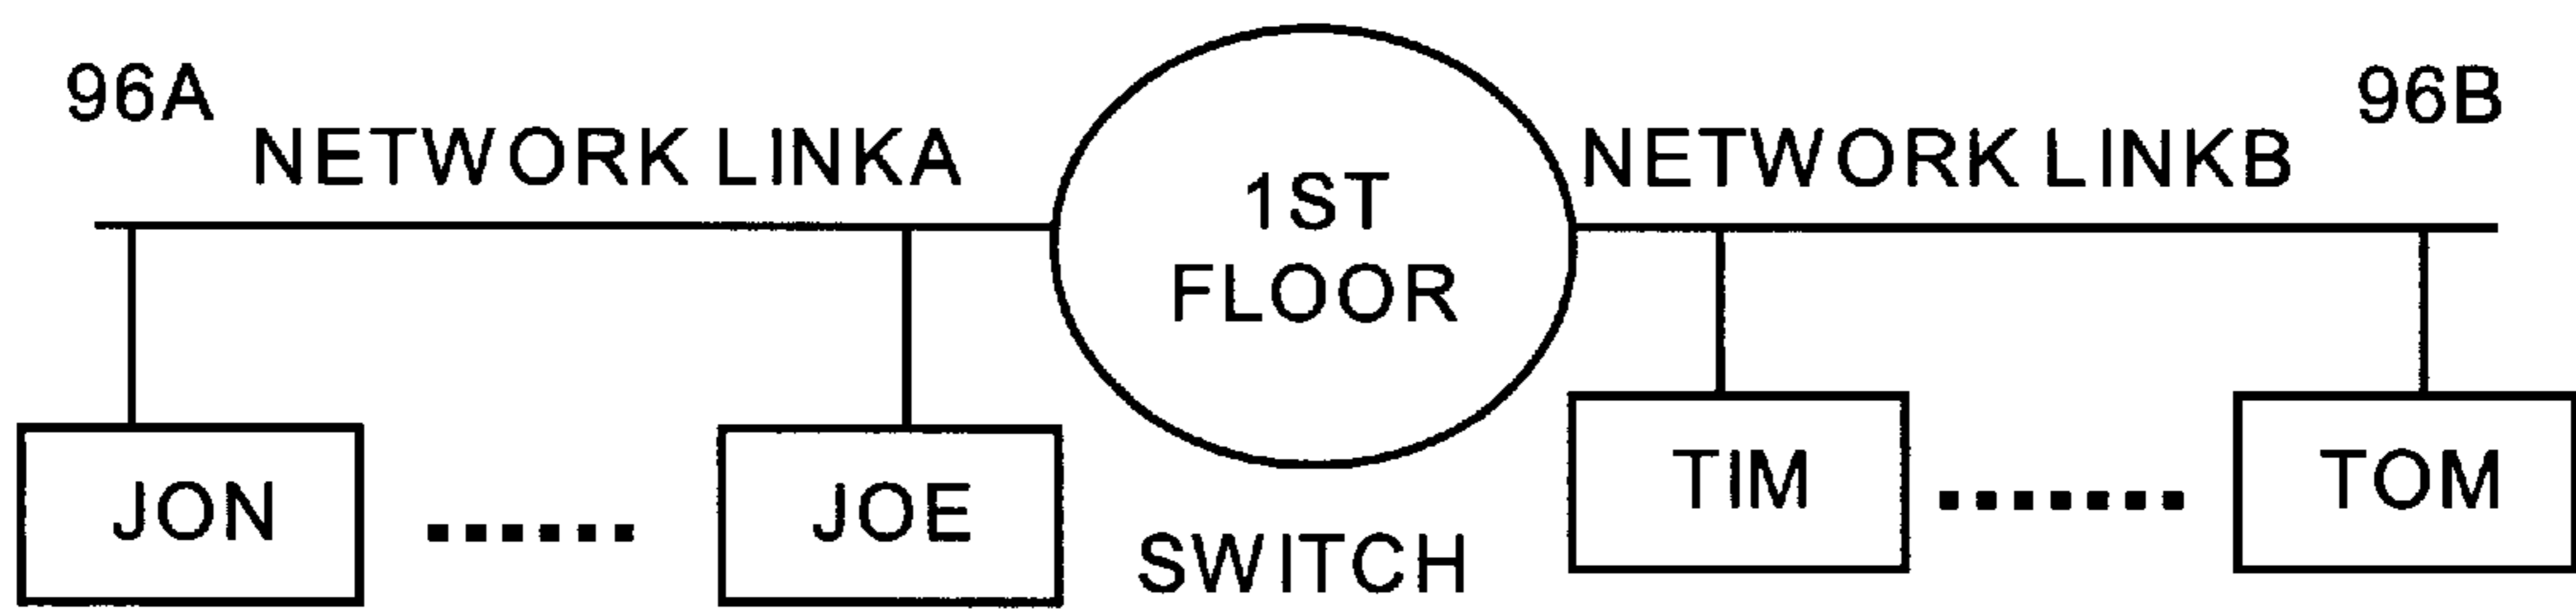 96A
96B
NETWORK LINKA
NETWORK LINKB
1ST
FLOOR
JON
JOE
TIM
TOM
SWITCH